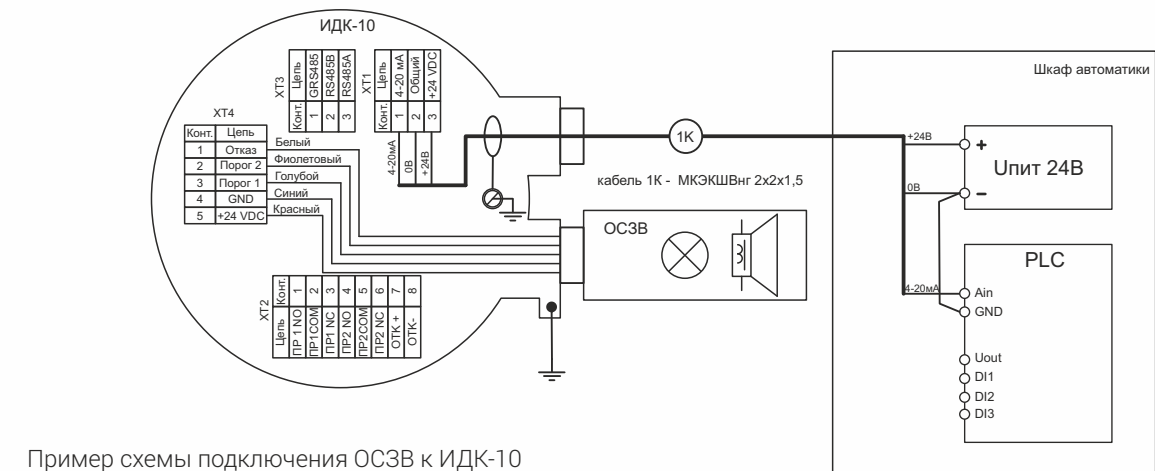 ИДК-10
ХТ3
Конт. Цепь
1 GRS485
2 RS485B
3 RS485A
ХТ1
Конт. Цепь
1 4-20 мА
2 Общий
3 +24 VDC
ХТ4
Конт. Цепь
1 Отказ
2 Порог 2
3 Порог 1
4 GND
5 +24 VDC
Белый
Фиолетовый
Голубой
Синий
Красный
4-20мА
0В
+24В
1К
кабель 1К - МКЭКШВнг 2х2х1,5
ОСЗВ
ХТ2
Цепь Конт.
ПР 1 NO 1
ПР1COM 2
ПР1 NC 3
ПР2 NO 4
ПР2COM 5
ПР2 NC 6
ОТК + 7
ОТК- 8
Шкаф автоматики
+24В
+
Uпит 24В
0В
-
PLC
4-20мА
Ain
GND
Uout
DI1
DI2
DI3
Пример схемы подключения ОСЗВ к ИДК-10